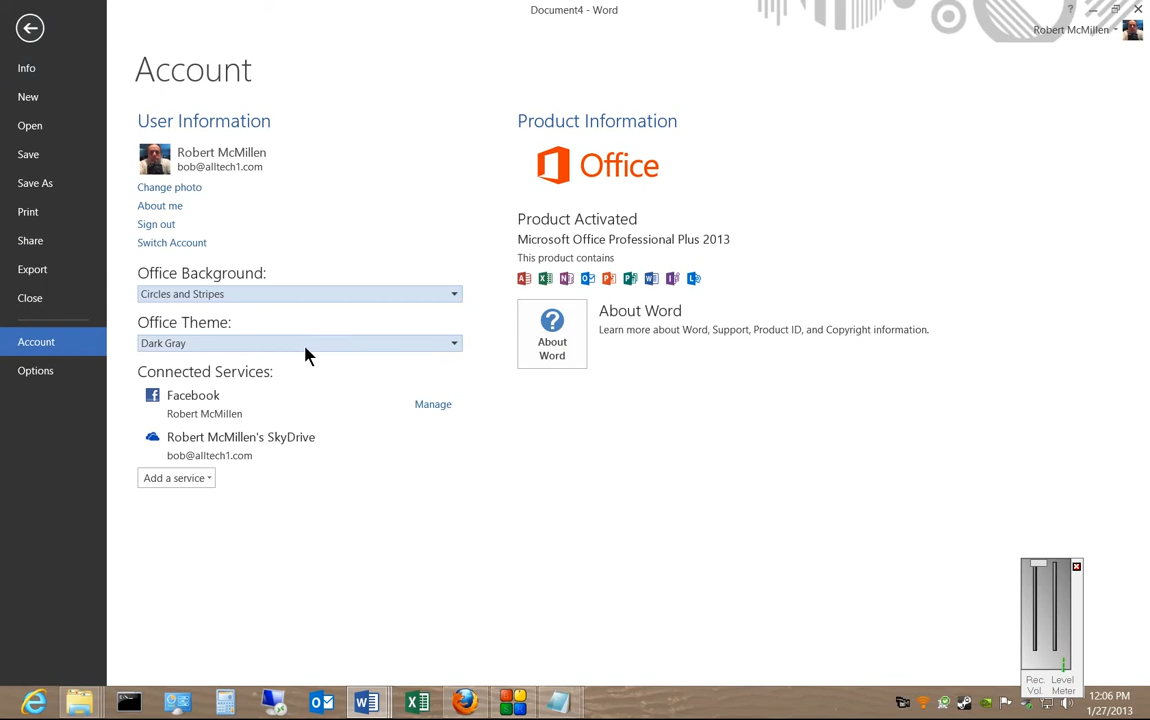 Document4 - Word
?
Robert McMillen
Info
New
Open
Save
Save As
Print
Share
Export
Close
Account
Options
Account
User Information
Robert McMillen
bob@alltech1.com
Change photo
About me
Sign out
Switch Account
Office Background:
Circles and Stripes
Office Theme:
Dark Gray
Connected Services:
Facebook
Robert McMillen
Manage
Robert McMillen's SkyDrive
bob@alltech1.com
Add a service
Product Information
Office
Product Activated
Microsoft Office Professional Plus 2013
This product contains
?
About
Word
About Word
Learn more about Word, Support, Product ID, and Copyright information.
Rec. Level
Vol. Meter
12:06 PM
1/27/2013